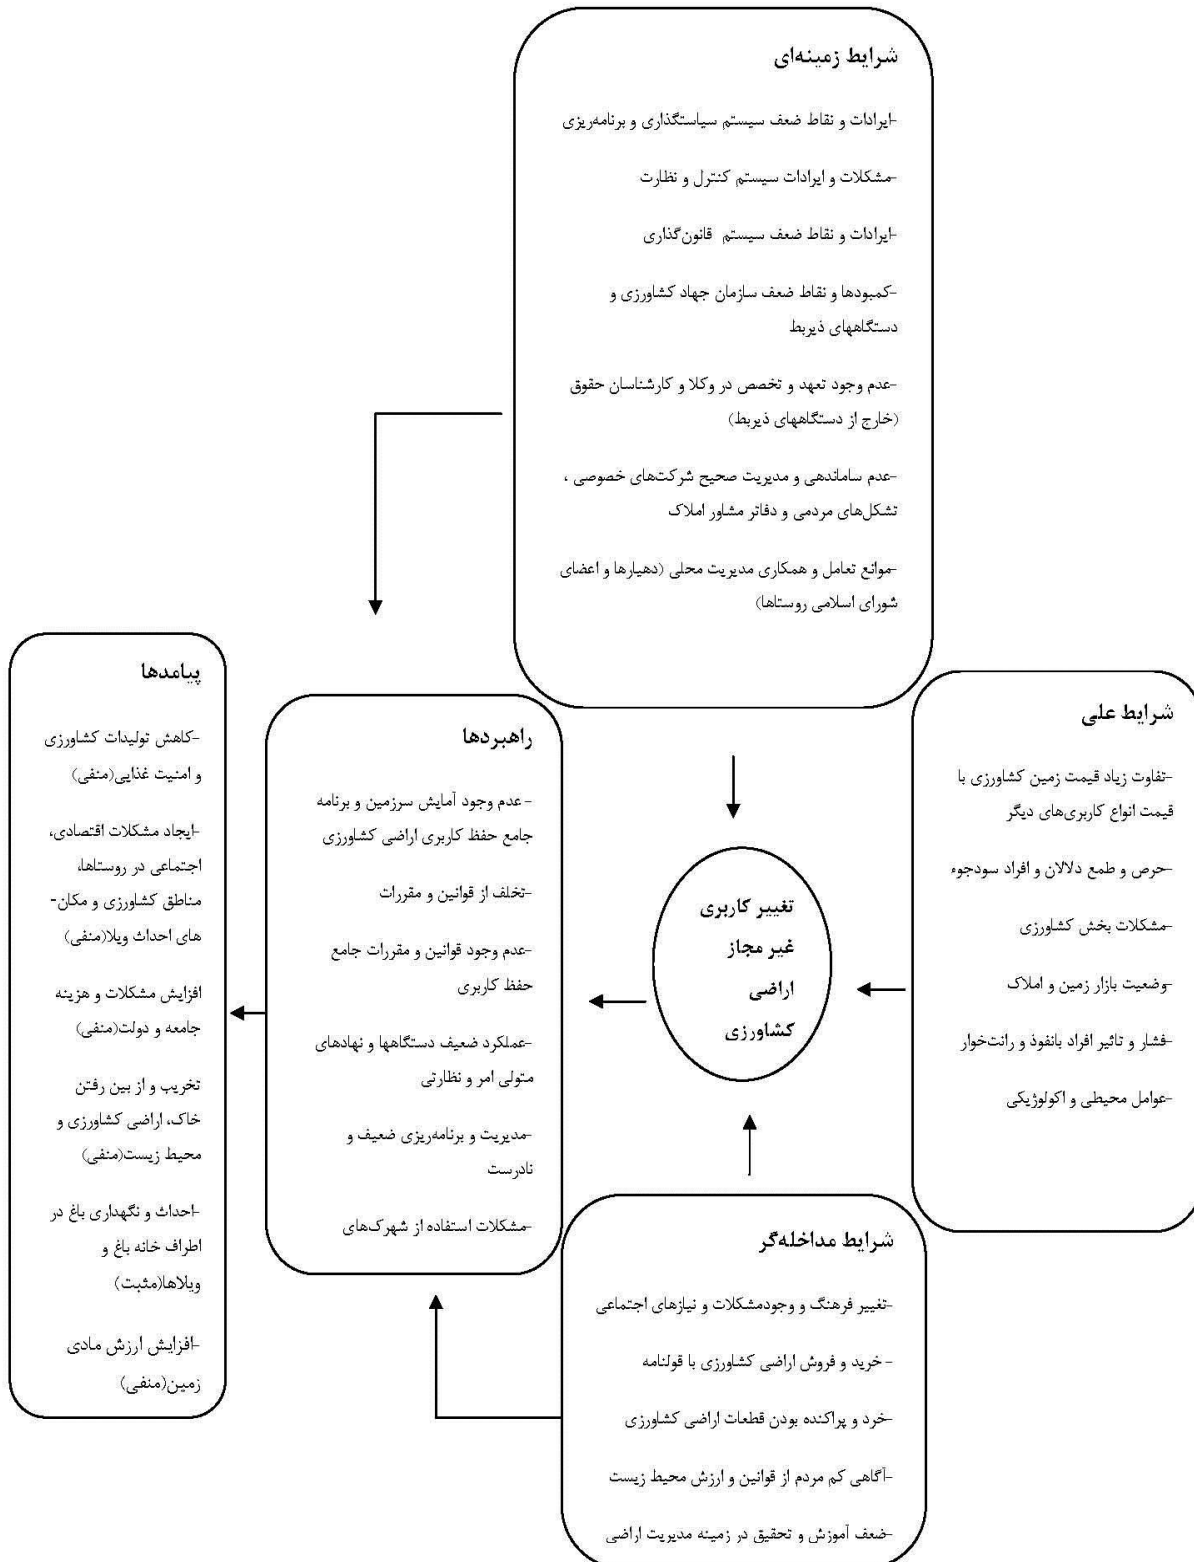 شرایط زمینه‌ای
-ایرادات و نقاط ضعف سیستم سیاستگذاری و برنامه‌ریزی
-مشکلات و ایرادات سیستم کنترل و نظارت
-ایرادات و نقاط ضعف سیستم قانون‌گذاری
-کمبودها و نقاط ضعف سازمان جهاد کشاورزی و
دستگاههای ذیربط
-عدم وجود تعهد و تخصص در وکلا و کارشناسان حقوق
(خارج از دستگاههای ذیربط)
-عدم ساماندهی و مدیریت صحیح شرکت‌های خصوصی ،
تشکل‌های مردمی و دفاتر مشاور املاک
-موانع تعامل و همکاری مدیریت محلی (دهیارها و اعضای
شورای اسلامی روستاها)
شرایط علی
-تفاوت زیاد قیمت زمین کشاورزی با
قیمت انواع کاربری‌های دیگر
-حرص و طمع دلالان و افراد سودجوء
-مشکلات بخش کشاورزی
-وضعیت بازار زمین و املاک
-فشار و تاثیر افراد بانفوذ و رانت‌خوار
-عوامل محیطی و اکولوژیکی
تغییر کاربری
غیر مجاز
اراضی
کشاورزی
شرایط مداخله‌گر
-تغییر فرهنگ و وجودمشکلات و نیازهای اجتماعی
- خرید و فروش اراضی کشاورزی با قولنامه
-خرد و پراکنده بودن قطعات اراضی کشاورزی
-آگاهی کم مردم از قوانین و ارزش محیط زیست
-ضعف آموزش و تحقیق در زمینه مدیریت اراضی
راهبردها
- عدم وجود آمایش سرزمین و برنامه
جامع حفظ کاربری اراضی کشاورزی
-تخلف از قوانین و مقررات
-عدم وجود قوانین و مقررات جامع
حفظ کاربری
-عملکرد ضعیف دستگاهها و نهادهای
متولی امر و نظارتی
-مدیریت و برنامه‌ریزی ضعیف و
نادرست
-مشکلات استفاده از شهرک‌های
پیامدها
-کاهش تولیدات کشاورزی
و امنیت غذایی(منفی)
-ایجاد مشکلات اقتصادی،
اجتماعی در روستاها،
مناطق کشاورزی و مکان-
های احداث ویلا(منفی)
افزایش مشکلات و هزینه
جامعه و دولت(منفی)
تخریب و از بین رفتن
خاک، اراضی کشاورزی و
محیط زیست(منفی)
-احداث و نگهداری باغ در
اطراف خانه باغ و
ویلاها(مثبت)
-افزایش ارزش مادی
زمین(منفی)